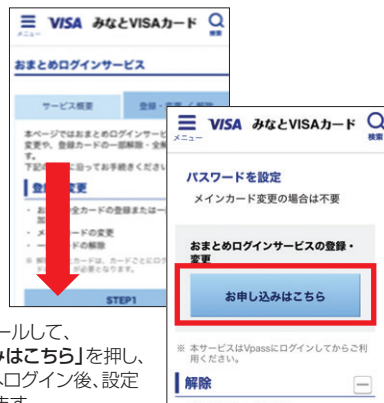 メニュー
VISA みなとVISAカード
検索
おまとめログインサービス
サービス概要
登録・変更 / 解除
本ページではおまとめログインサービ
変更や、登録カードの一部解除・全解
す。
下記の に沿ってお手続きください
登 変更
・ お 全カードの登録または一
・ メ ードの変更
・ 一 ドの解除
STEP1
メニュー
VISA みなとVISAカード
検索
パスワードを設定
メインカード変更の場合は不要
おまとめログインサービスの登録・
変更
お申し込みはこちら
※ 本サービスはVpassにログインしてからご利
用ください。
解除
ールして、
みはこちら」を押し、
ログイン後、設定
ます